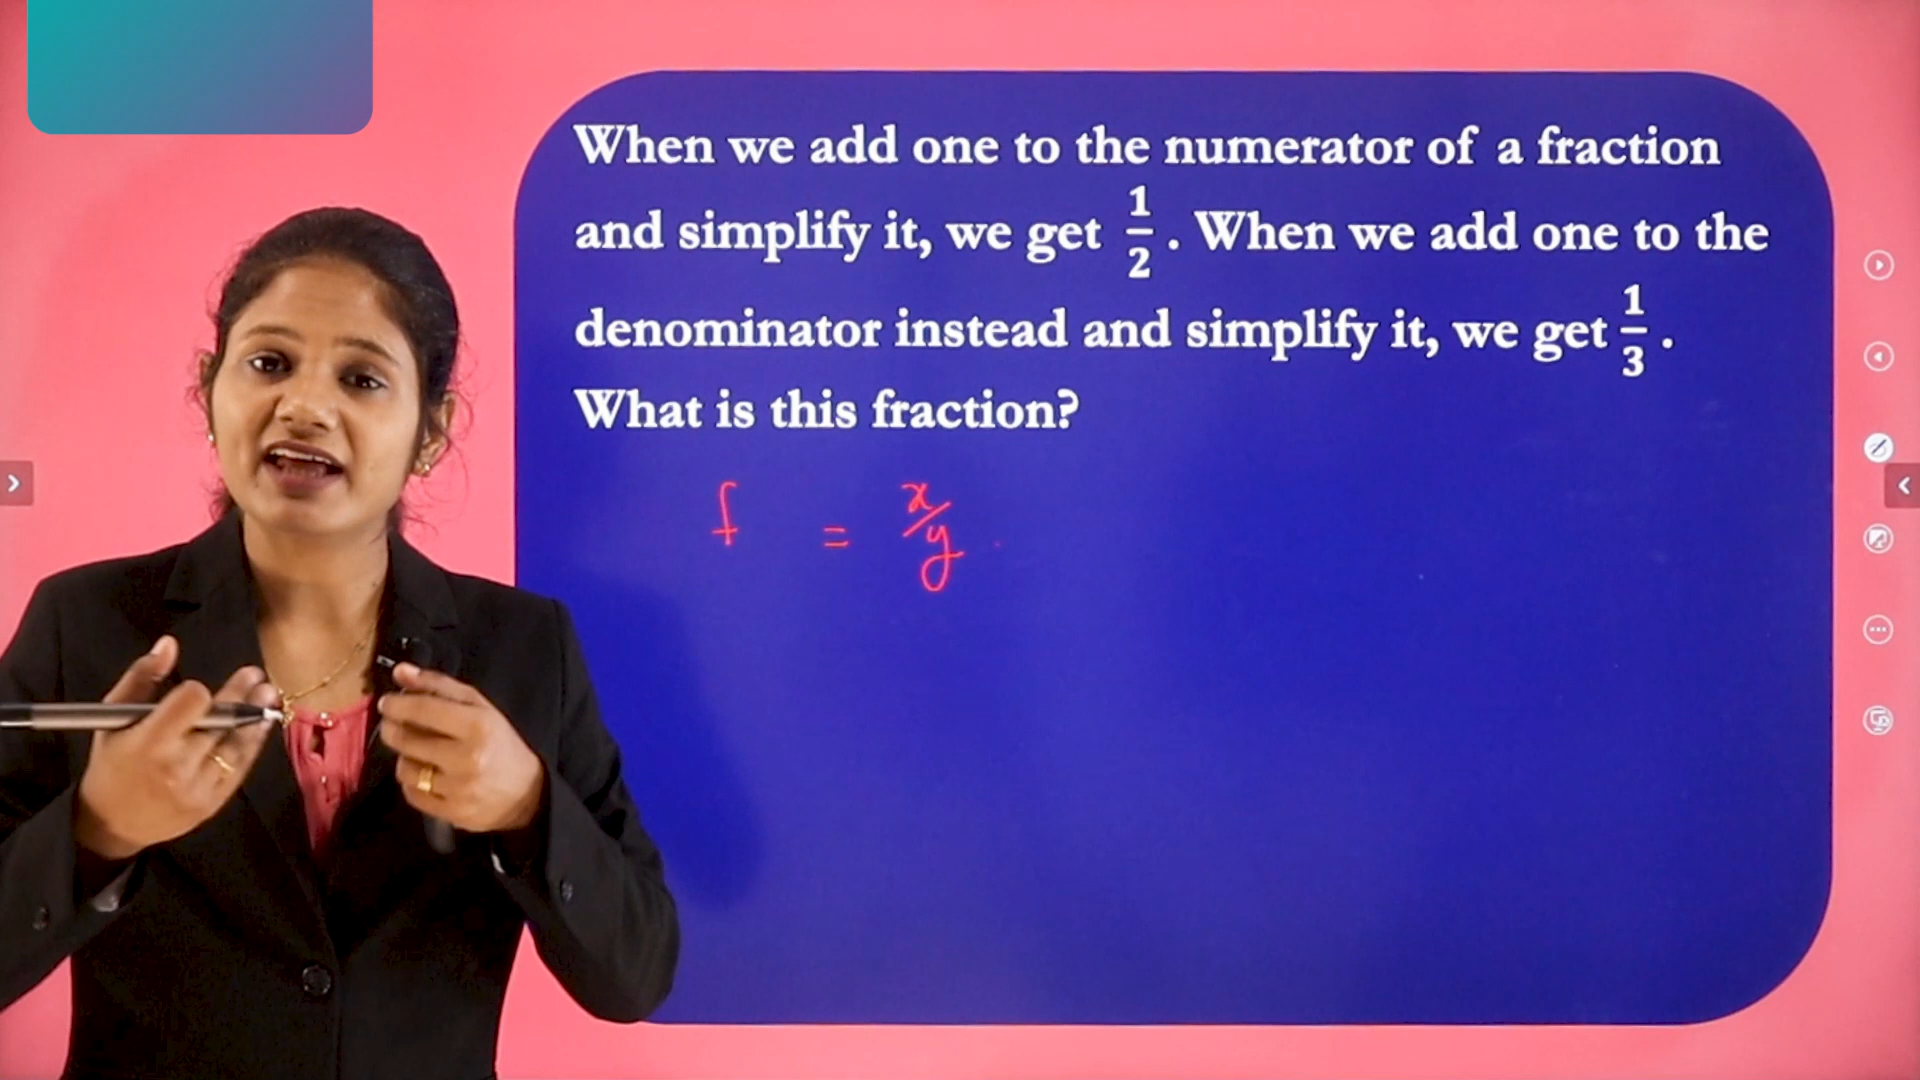 When we add one to the numerator of a fraction
and simplify it, we get 1/2. When we add one to the
denominator instead and simplify it, we get 1/3.
What is this fraction?
f = x/y